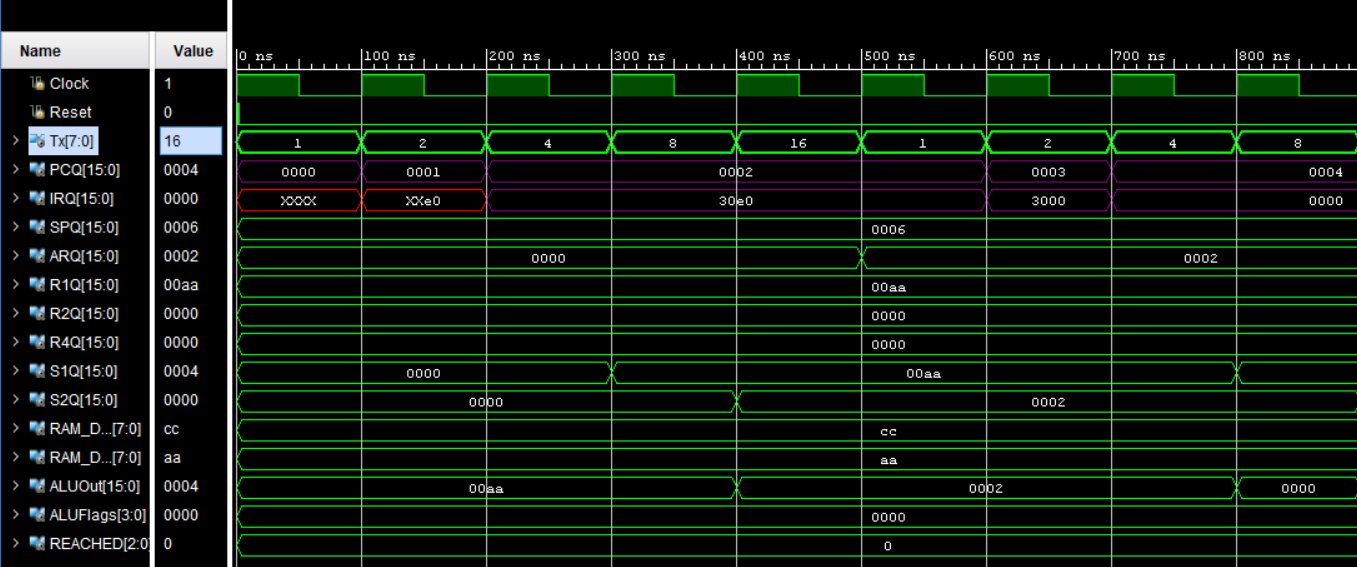 Name Value 0 ns 100 ns 200 ns 300 ns 400 ns 500 ns 600 ns 700 ns 800 ns
Clock 1
Reset 0
Tx[7:0] 16 1 2 4 8 16 1 2 4 8
PCQ[15:0] 0004 0000 0001 0002 0003 0004
IRQ[15:0] 0000 XXXX XXe0 30e0 3000 0000
SPQ[15:0] 0006 0006
ARQ[15:0] 0002 0000 0002
R1Q[15:0] 00aa 00aa
R2Q[15:0] 0000 0000
R4Q[15:0] 0000 0000
S1Q[15:0] 0004 0000 00aa
S2Q[15:0] 0000 0000 0002
RAM_D...[7:0] cc cc
RAM_D...[7:0] aa aa
ALUOut[15:0] 0004 00aa 0002 0000
ALUFlags[3:0] 0000 0000
REACHED[2:0] 0 0